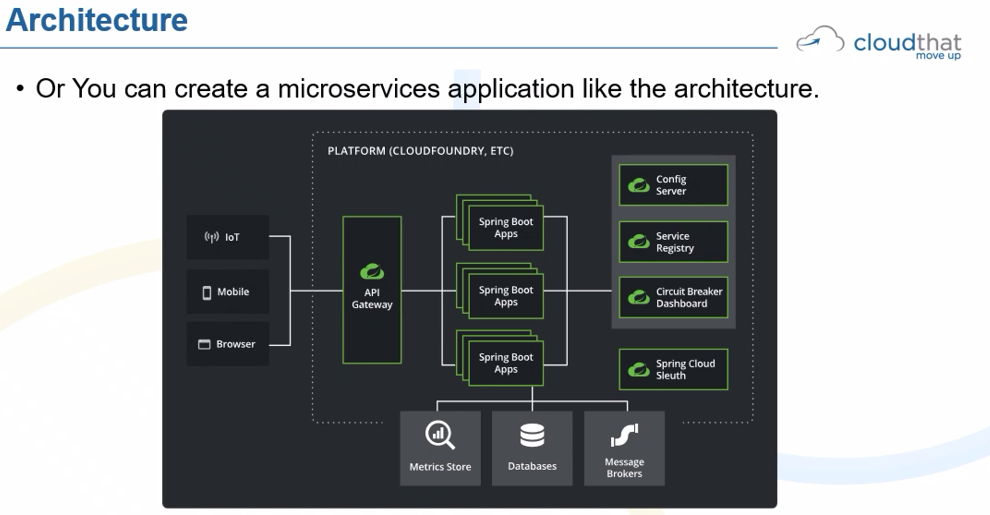 Architecture
cloudthat
move up
• Or You can create a microservices application like the architecture.
PLATFORM (CLOUDFOUNDRY, ETC)
IoT
Mobile
Browser
API
Gateway
Spring Boot
Apps
Spring Boot
Apps
Spring Boot
Apps
Config
Server
Service
Registry
Circuit Breaker
Dashboard
Spring Cloud
Sleuth
Metrics Store
Databases
Message
Brokers